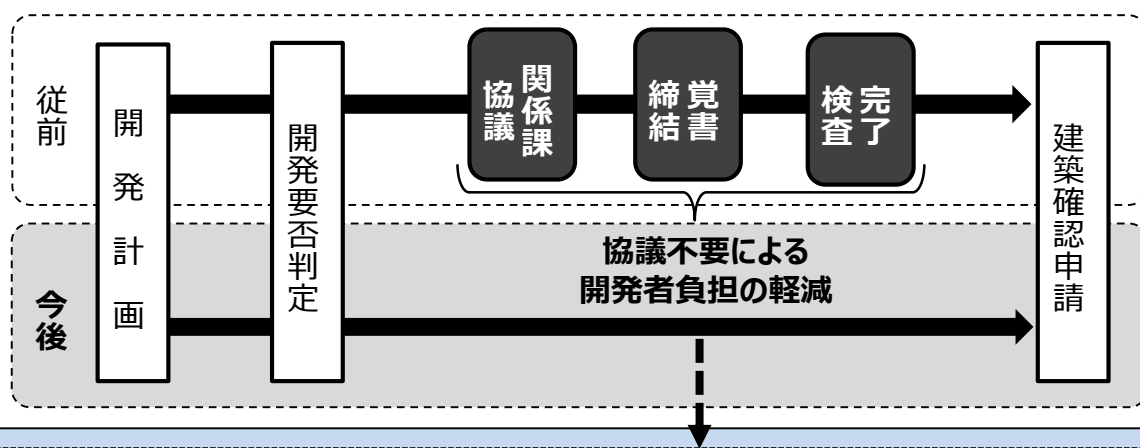 従前
開発計画
開発要否判定
関係課
協議
覚書
締結
完了
検査
建築確認申請
今後
協議不要による
開発者負担の軽減